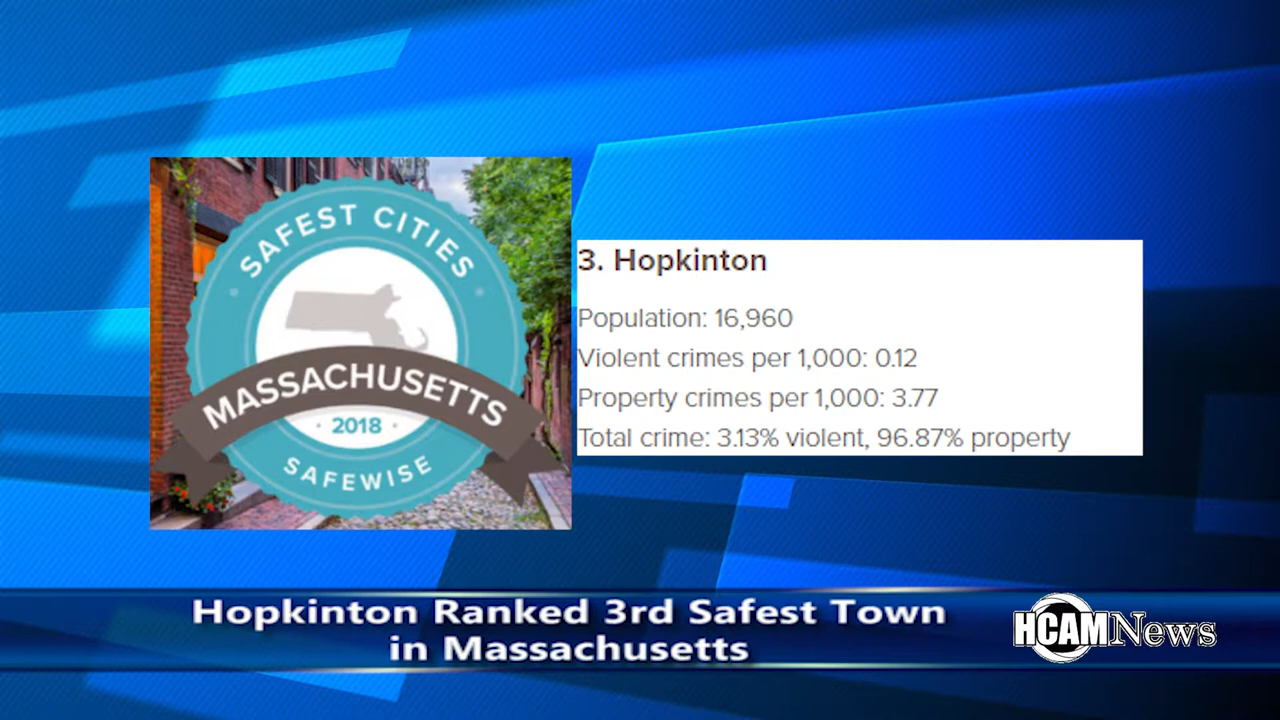 SAFEST CITIES
MASSACHUSETTS
· 2018 ·
SAFEWISE
3. Hopkinton
Population: 16,960
Violent crimes per 1,000: 0.12
Property crimes per 1,000: 3.77
Total crime: 3.13% violent, 96.87% property
Hopkinton Ranked 3rd Safest Town
in Massachusetts
HCAM News